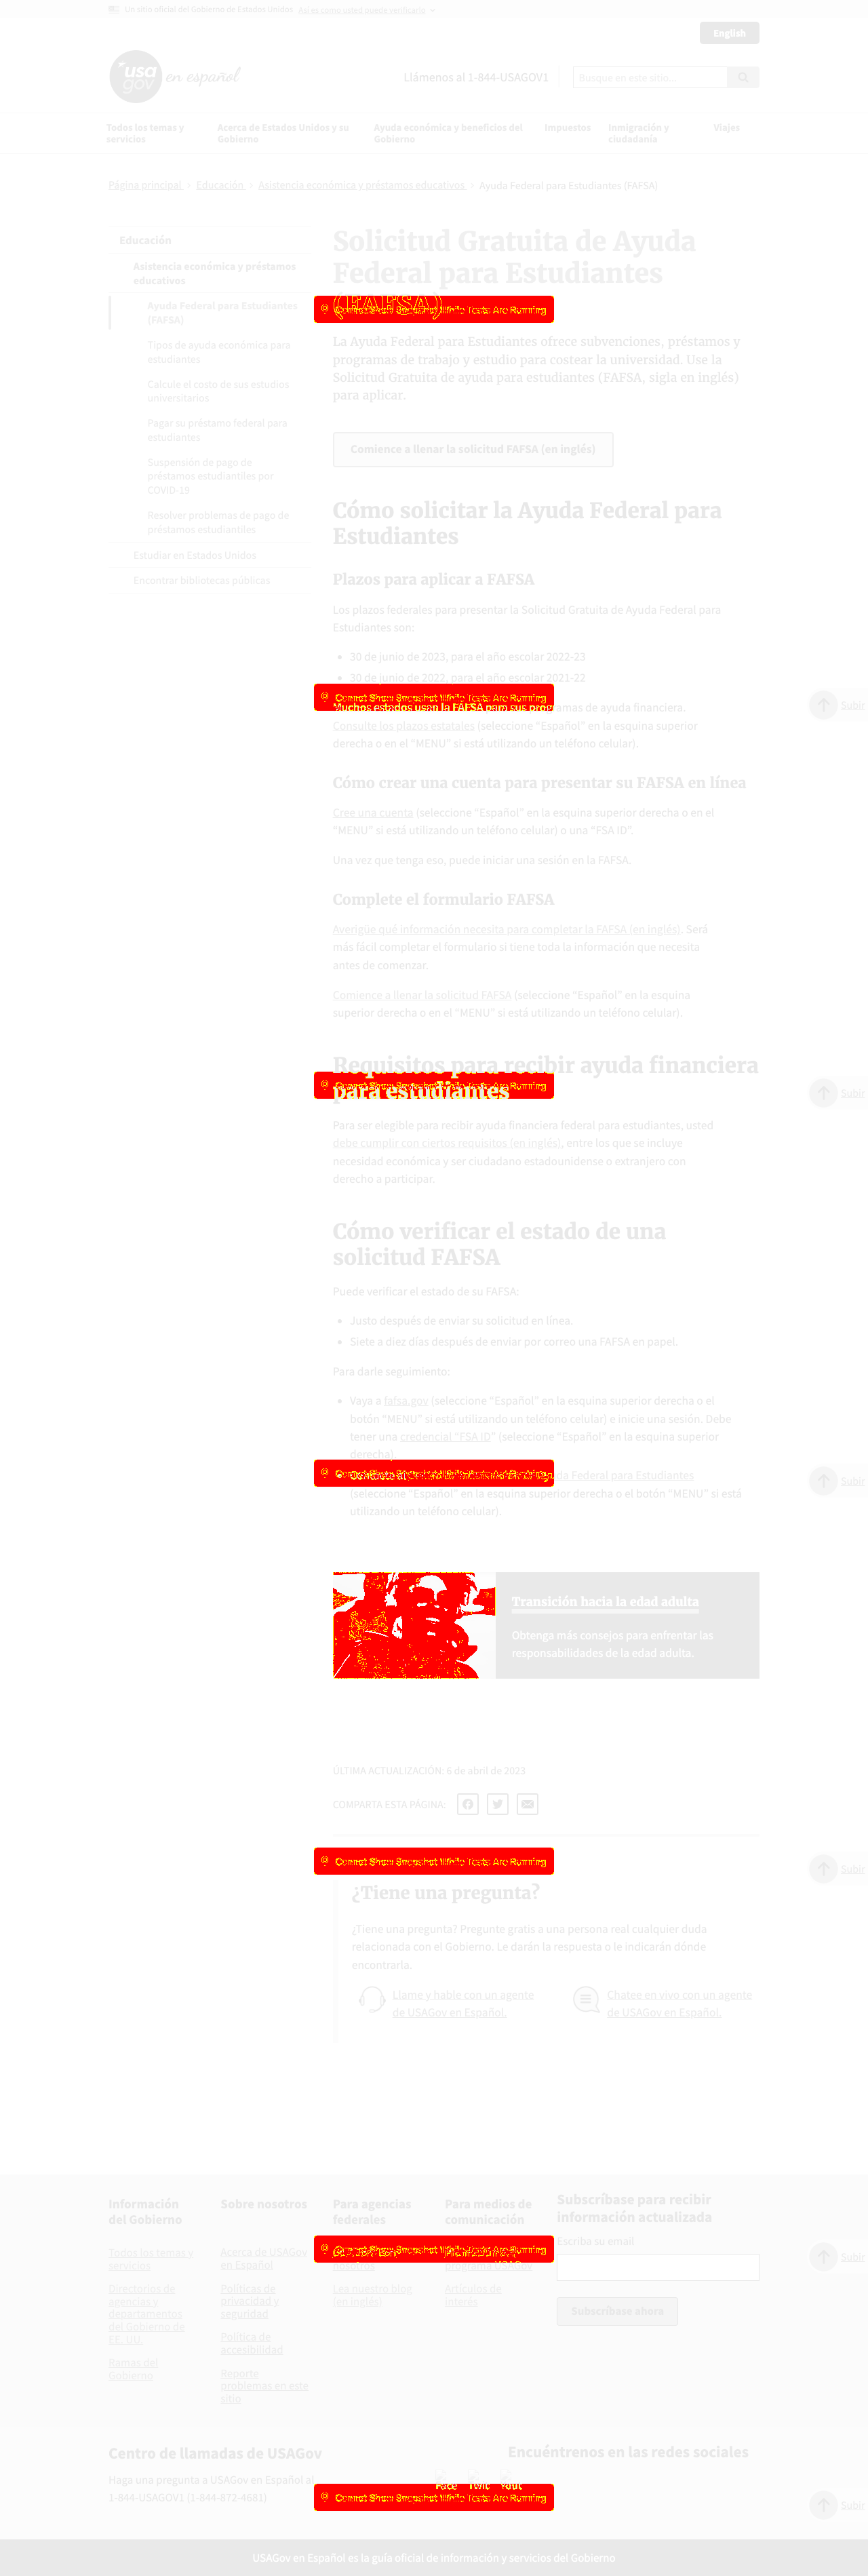 Un sitio oficial del Gobierno de Estados Unidos Así es como usted puede verificarlo
English
usa gov en español
Llámenos al 1-844-USAGOV1
Busque en este sitio...
Todos los temas y servicios
Acerca de Estados Unidos y su Gobierno
Ayuda económica y beneficios del Gobierno
Impuestos
Inmigración y ciudadanía
Viajes
Página principal > Educación > Asistencia económica y préstamos educativos > Ayuda Federal para Estudiantes (FAFSA)
Educación
Asistencia económica y préstamos
educativos
Ayuda Federal para Estudiantes
(FAFSA)
Tipos de ayuda económica para
estudiantes
Calcule el costo de sus estudios
universitarios
Pagar su préstamo federal para
estudiantes
Suspensión de pago de
préstamos estudiantiles por
COVID-19
Resolver problemas de pago de
préstamos estudiantiles
Estudiar en Estados Unidos
Encontrar bibliotecas públicas
Solicitud Gratuita de Ayuda
Federal para Estudiantes
(FAFSA)
Cannot Show Snapshot While Tests Are Running
La Ayuda Federal para Estudiantes ofrece subvenciones, préstamos y
programas de trabajo y estudio para costear la universidad. Use la
Solicitud Gratuita de ayuda para estudiantes (FAFSA, sigla en inglés)
para aplicar.
Comience a llenar la solicitud FAFSA (en inglés)
Cómo solicitar la Ayuda Federal para
Estudiantes
Plazos para aplicar a FAFSA
Los plazos federales para presentar la Solicitud Gratuita de Ayuda Federal para
Estudiantes son:
• 30 de junio de 2023, para el año escolar 2022-23
• 30 de junio de 2022, para el año escolar 2021-22
Cannot Show Snapshot While Tests Are Running
Muchos estados usan la FAFSA para sus programas de ayuda financiera.
Consulte los plazos estatales (seleccione “Español” en la esquina superior
derecha o en el “MENU” si está utilizando un teléfono celular).
Subir
Cómo crear una cuenta para presentar su FAFSA en línea
Cree una cuenta (seleccione “Español” en la esquina superior derecha o en el
“MENU” si está utilizando un teléfono celular) o una “FSA ID”.
Una vez que tenga eso, puede iniciar una sesión en la FAFSA.
Complete el formulario FAFSA
Averigüe qué información necesita para completar la FAFSA (en inglés). Será
más fácil completar el formulario si tiene toda la información que necesita
antes de comenzar.
Comience a llenar la solicitud FAFSA (seleccione “Español” en la esquina
superior derecha o en el “MENU” si está utilizando un teléfono celular).
Requisitos para recibir ayuda financiera
Cannot Show Snapshot While Tests Are Running
para estudiantes
Subir
Para ser elegible para recibir ayuda financiera federal para estudiantes, usted
debe cumplir con ciertos requisitos (en inglés), entre los que se incluye
necesidad económica y ser ciudadano estadounidense o extranjero con
derecho a participar.
Cómo verificar el estado de una
solicitud FAFSA
Puede verificar el estado de su FAFSA:
• Justo después de enviar su solicitud en línea.
• Siete a diez días después de enviar por correo una FAFSA en papel.
Para darle seguimiento:
• Vaya a fafsa.gov (seleccione “Español” en la esquina superior derecha o el
botón “MENU” si está utilizando un teléfono celular) e inicie una sesión. Debe
tener una credencial “FSA ID” (seleccione “Español” en la esquina superior
derecha).
Cannot Show Snapshot While Tests Are Running
Federal para Estudiantes
(seleccione “Español” en la esquina superior derecha o el botón “MENU” si está
utilizando un teléfono celular).
Subir
Transición hacia la edad adulta
Obtenga más consejos para enfrentar las
responsabilidades de la edad adulta.
ÚLTIMA ACTUALIZACIÓN: 6 de abril de 2023
COMPARTA ESTA PÁGINA:
Cannot Show Snapshot While Tests Are Running
Subir
¿Tiene una pregunta?
¿Tiene una pregunta? Pregunte gratis a una persona real cualquier duda
relacionada con el Gobierno. Le darán la respuesta o le indicarán dónde
encontrarla.
Llame y hable con un agente
de USAGov en Español.
Chatee en vivo con un agente
de USAGov en Español.
Información
del Gobierno
Todos los temas y
servicios
Directorios de
agencias y
departamentos
del Gobierno de
EE. UU.
Ramas del
Gobierno
Sobre nosotros
Acerca de USAGov
en Español
Políticas de
privacidad y
seguridad
Política de
accesibilidad
Reporte
problemas en este
sitio
Para agencias
federales
Cannot Show Snapshot While Tests Are Running
nosotros
Lea nuestro blog
(en inglés)
Para medios de
comunicación
programa USAGov
Artículos de
interés
Subscríbase para recibir
información actualizada
Escriba su email
Subscríbase ahora
Subir
Centro de llamadas de USAGov
Haga una pregunta a USAGov en Español al
1-844-USAGOV1 (1-844-872-4681)
Encuéntrenos en las redes sociales
Face Twit Yout
Cannot Show Snapshot While Tests Are Running
Subir
USAGov en Español es la guía oficial de información y servicios del Gobierno